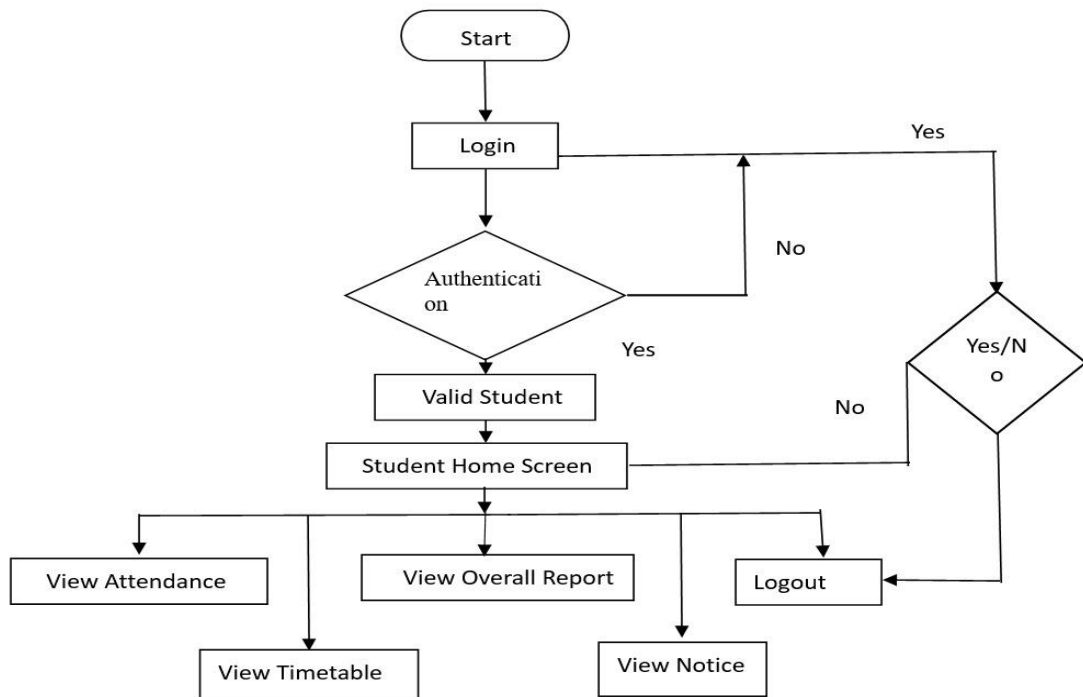 Start
Login
Yes
No
Authenticati
on
Yes
Yes/N
o
Valid Student
No
Student Home Screen
View Attendance
View Overall Report
Logout
View Timetable
View Notice